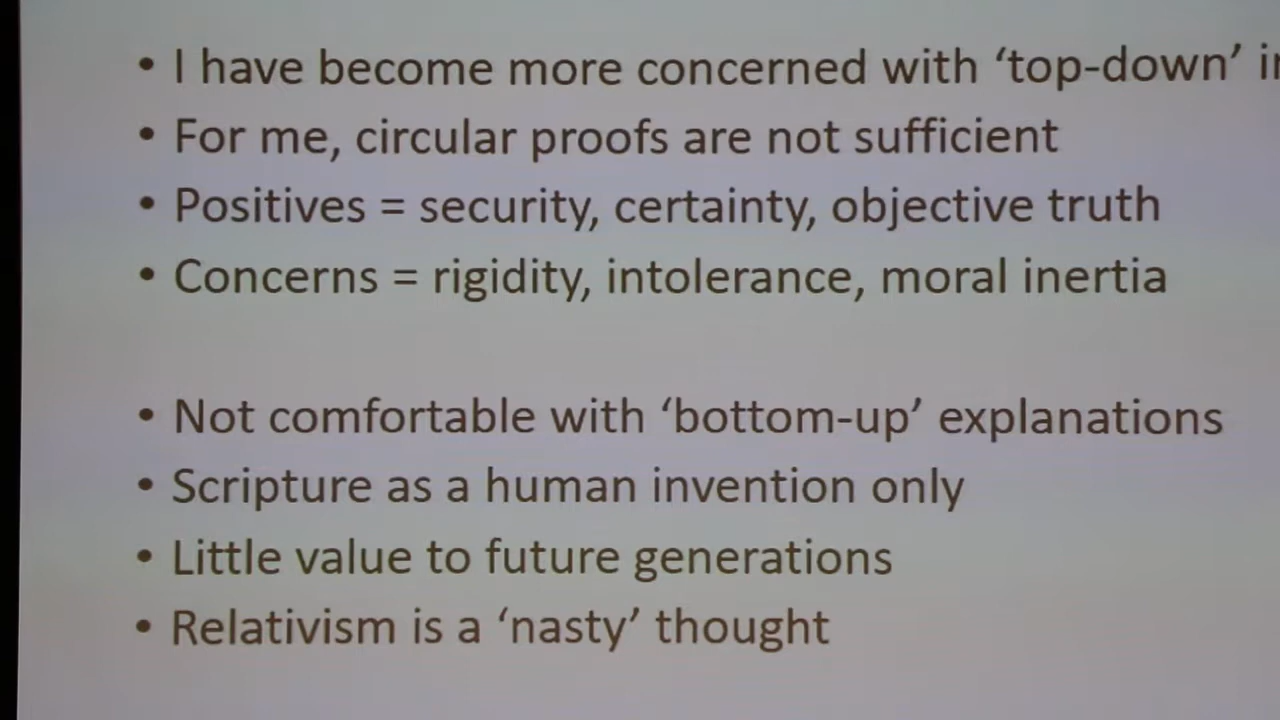 • I have become more concerned with ‘top-down’
• For me, circular proofs are not sufficient
• Positives = security, certainty, objective truth
• Concerns = rigidity, intolerance, moral inertia
• Not comfortable with ‘bottom-up’ explanations
• Scripture as a human invention only
• Little value to future generations
• Relativism is a ‘nasty’ thought